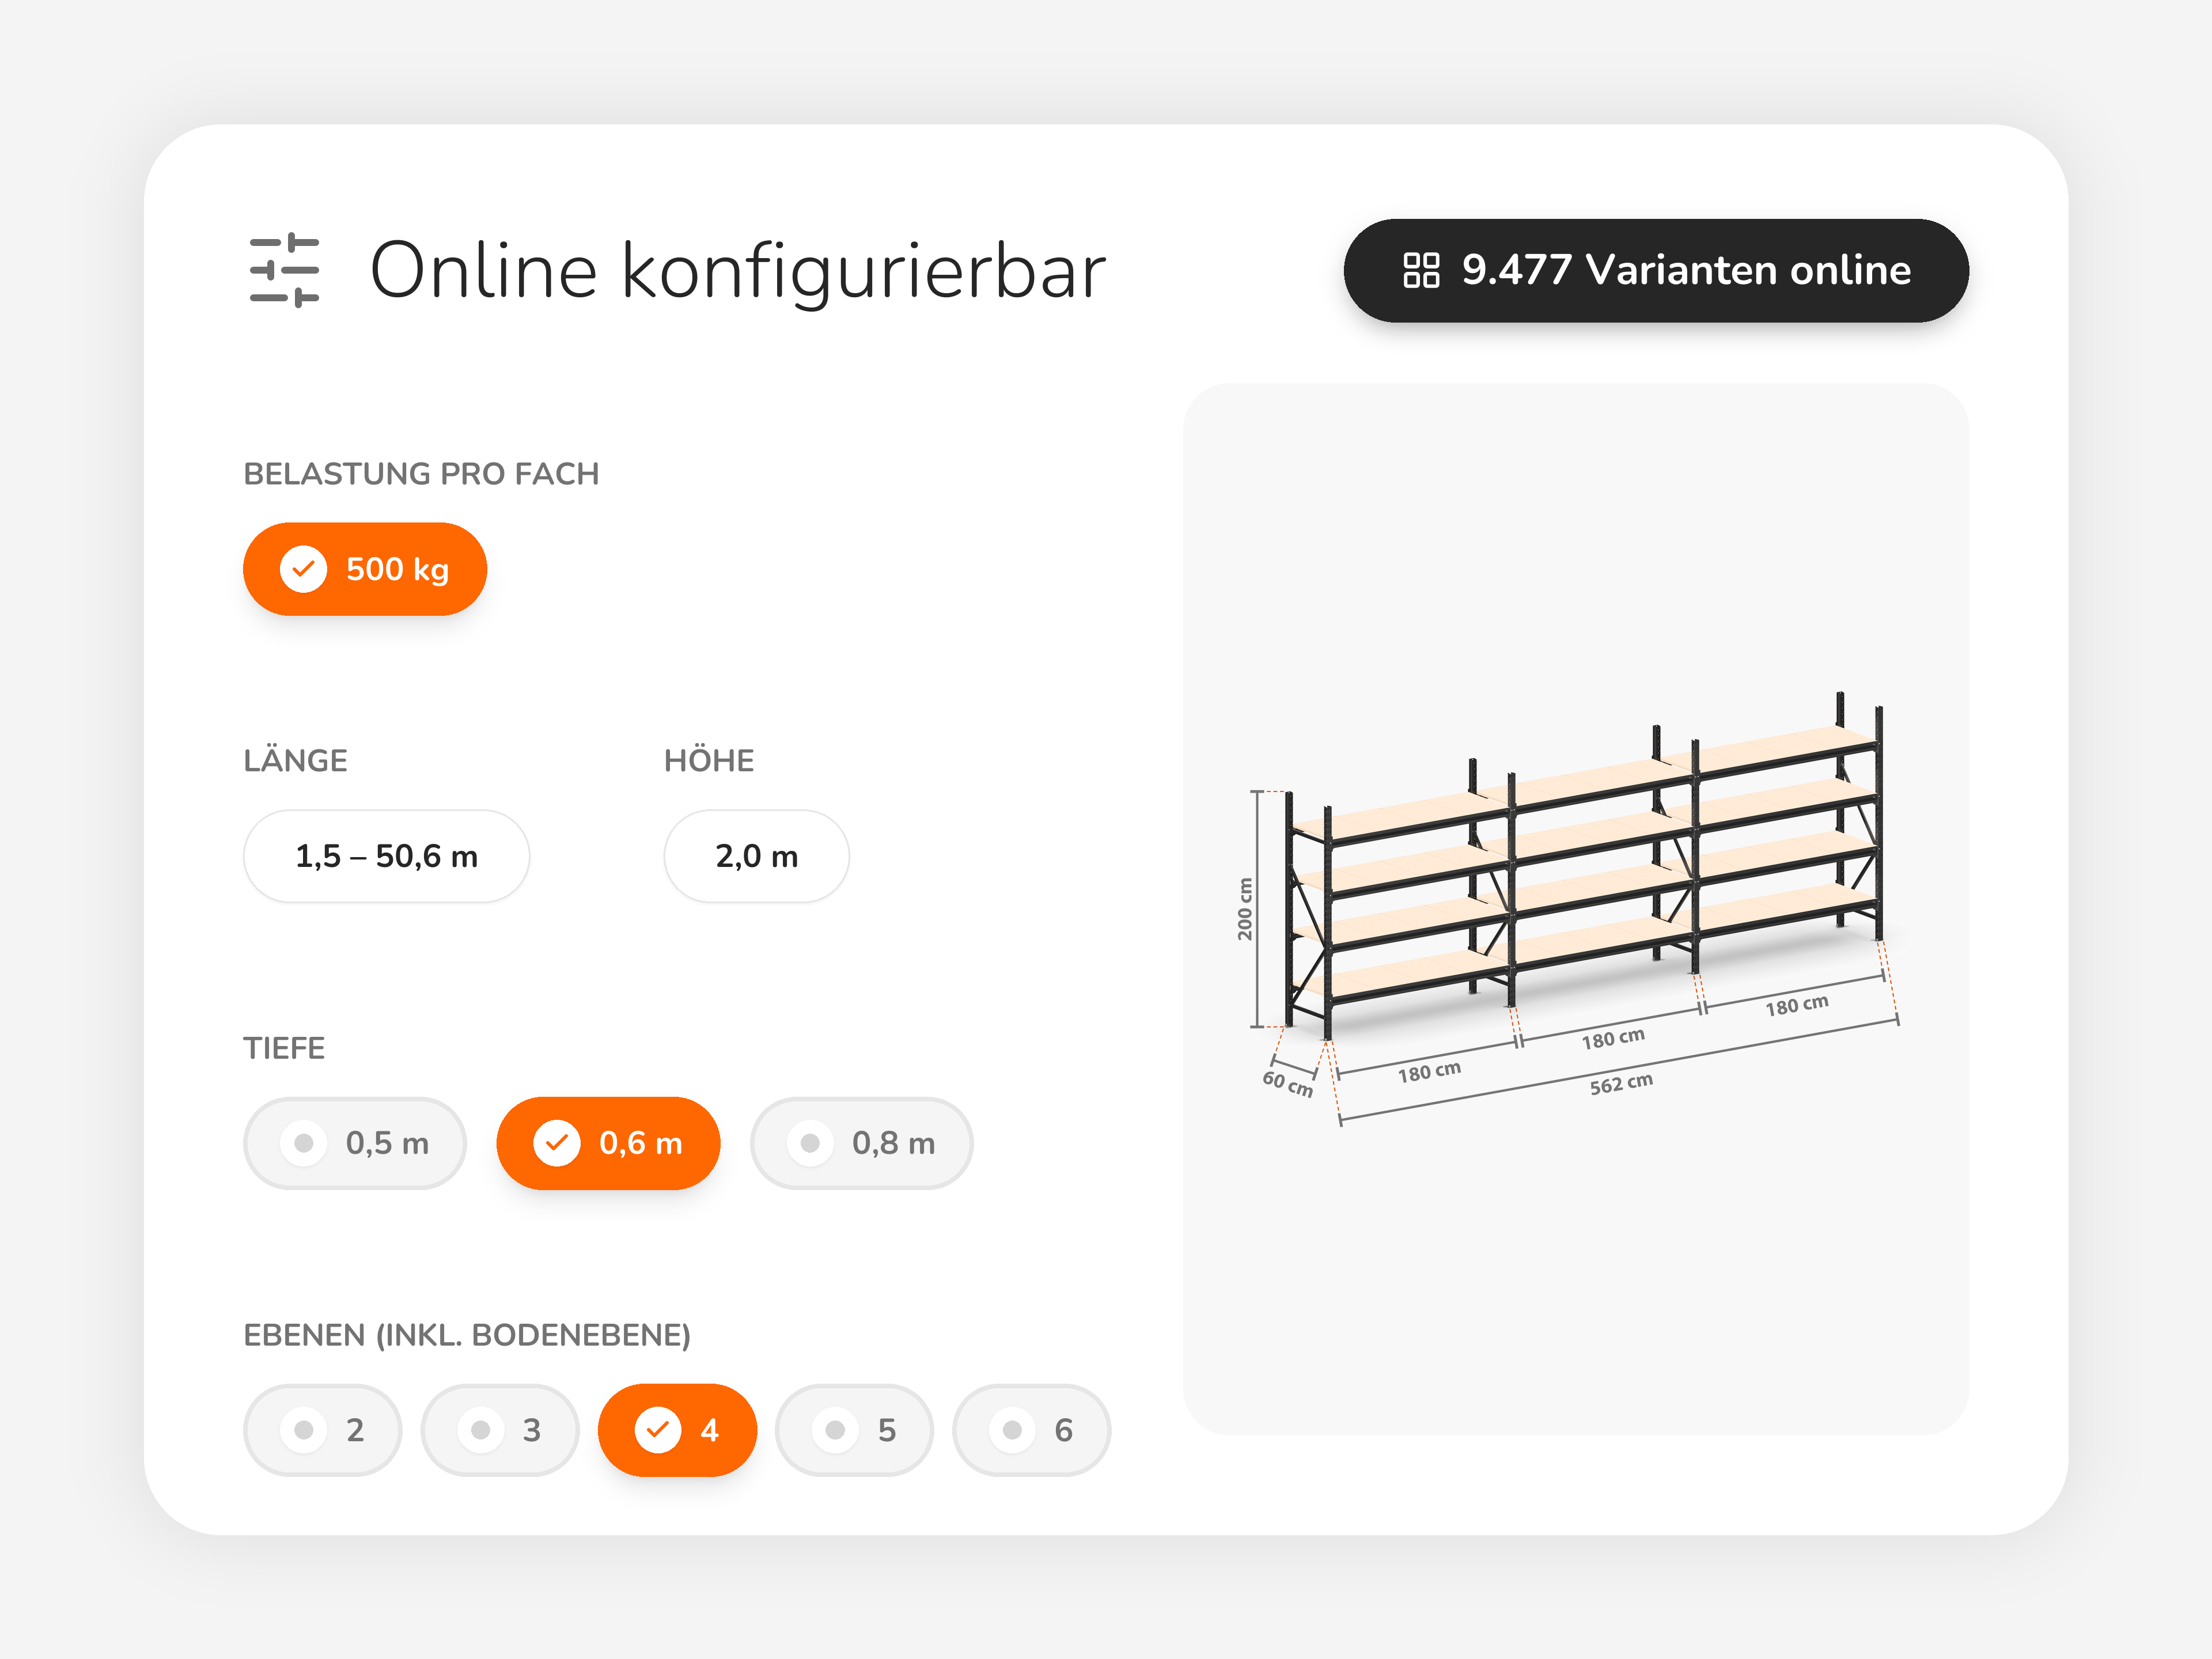 Online konfigurierbar
9.477 Varianten online
BELASTUNG PRO FACH
500 kg
LÄNGE
HÖHE
1,5 – 50,6 m
2,0 m
TIEFE
0,5 m
0,6 m
0,8 m
EBENEN (INKL. BODENEBENE)
2
3
4
5
6
200 cm
60 cm
180 cm
180 cm
180 cm
562 cm